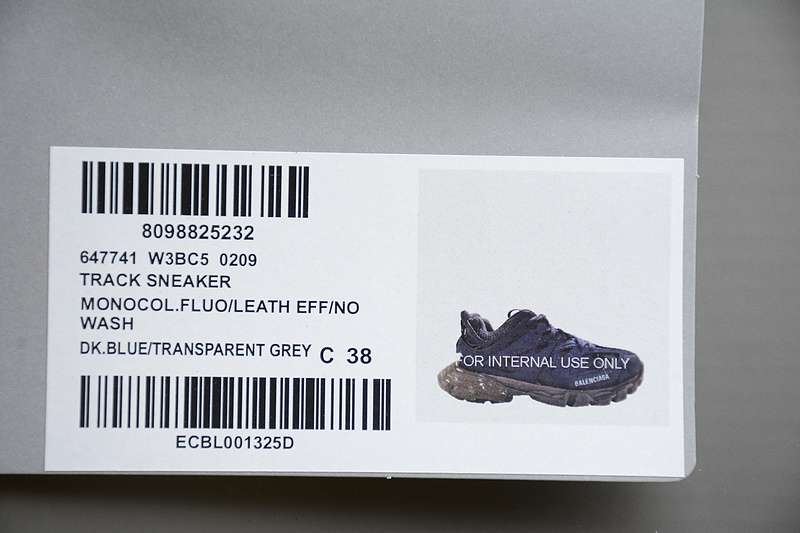 8098825232
647741 W3BC5 0209
TRACK SNEAKER
MONOCOL.FLUO/LEATH EFF/NO
WASH
DK.BLUE/TRANSPARENT GREY C 38
ECBL001325D
FOR INTERNAL USE ONLY
BALENCIAGA